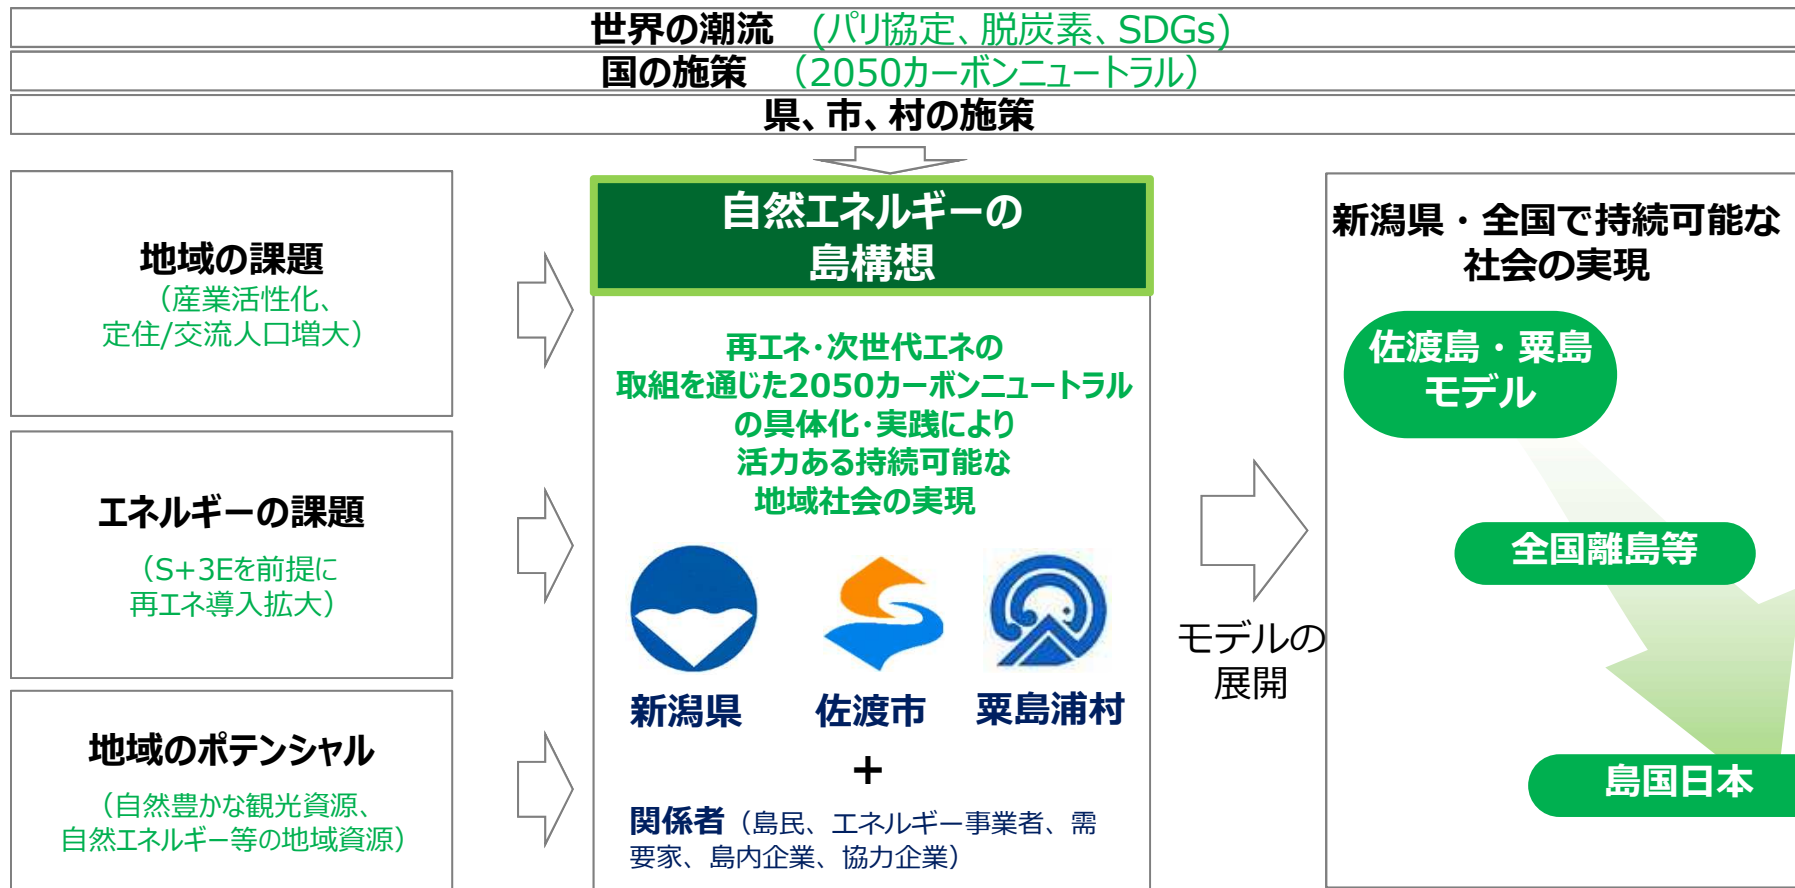 世界の潮流 (パリ協定、脱炭素、SDGs)
国の施策 （2050カーボンニュートラル）
県、市、村の施策
地域の課題
（産業活性化、
定住/交流人口増大）
エネルギーの課題
（S+3Eを前提に
再エネ導入拡大）
地域のポテンシャル
（自然豊かな観光資源、
自然エネルギー等の地域資源）
自然エネルギーの
島構想
再エネ・次世代エネの
取組を通じた2050カーボンニュートラル
の具体化・実践により
活力ある持続可能な
地域社会の実現
新潟県 佐渡市 粟島浦村
+
関係者（島民、エネルギー事業者、需
要家、島内企業、協力企業）
モデルの
展開
新潟県・全国で持続可能な
社会の実現
佐渡島・粟島
モデル
全国離島等
島国日本